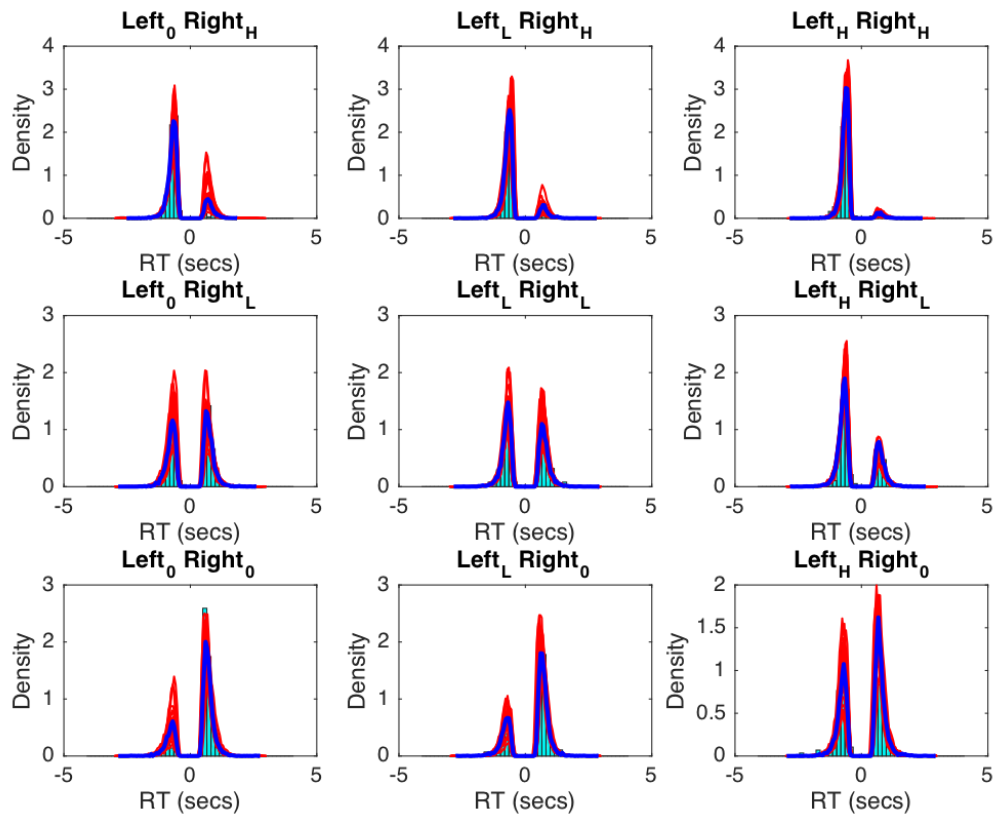 Left0 RightH
LeftL RightH
LeftH RightH
4
3
2
1
0
Density
-5
0
5
RT (secs)
4
3
2
1
0
Density
-5
0
5
RT (secs)
4
3
2
1
0
Density
-5
0
5
RT (secs)
Left0 RightL
LeftL RightL
LeftH RightL
3
2
1
0
Density
-5
0
5
RT (secs)
3
2
1
0
Density
-5
0
5
RT (secs)
3
2
1
0
Density
-5
0
5
RT (secs)
Left0 Right0
LeftL Right0
LeftH Right0
3
2
1
0
Density
-5
0
5
RT (secs)
3
2
1
0
Density
-5
0
5
RT (secs)
2
1.5
1
0.5
0
Density
-5
0
5
RT (secs)